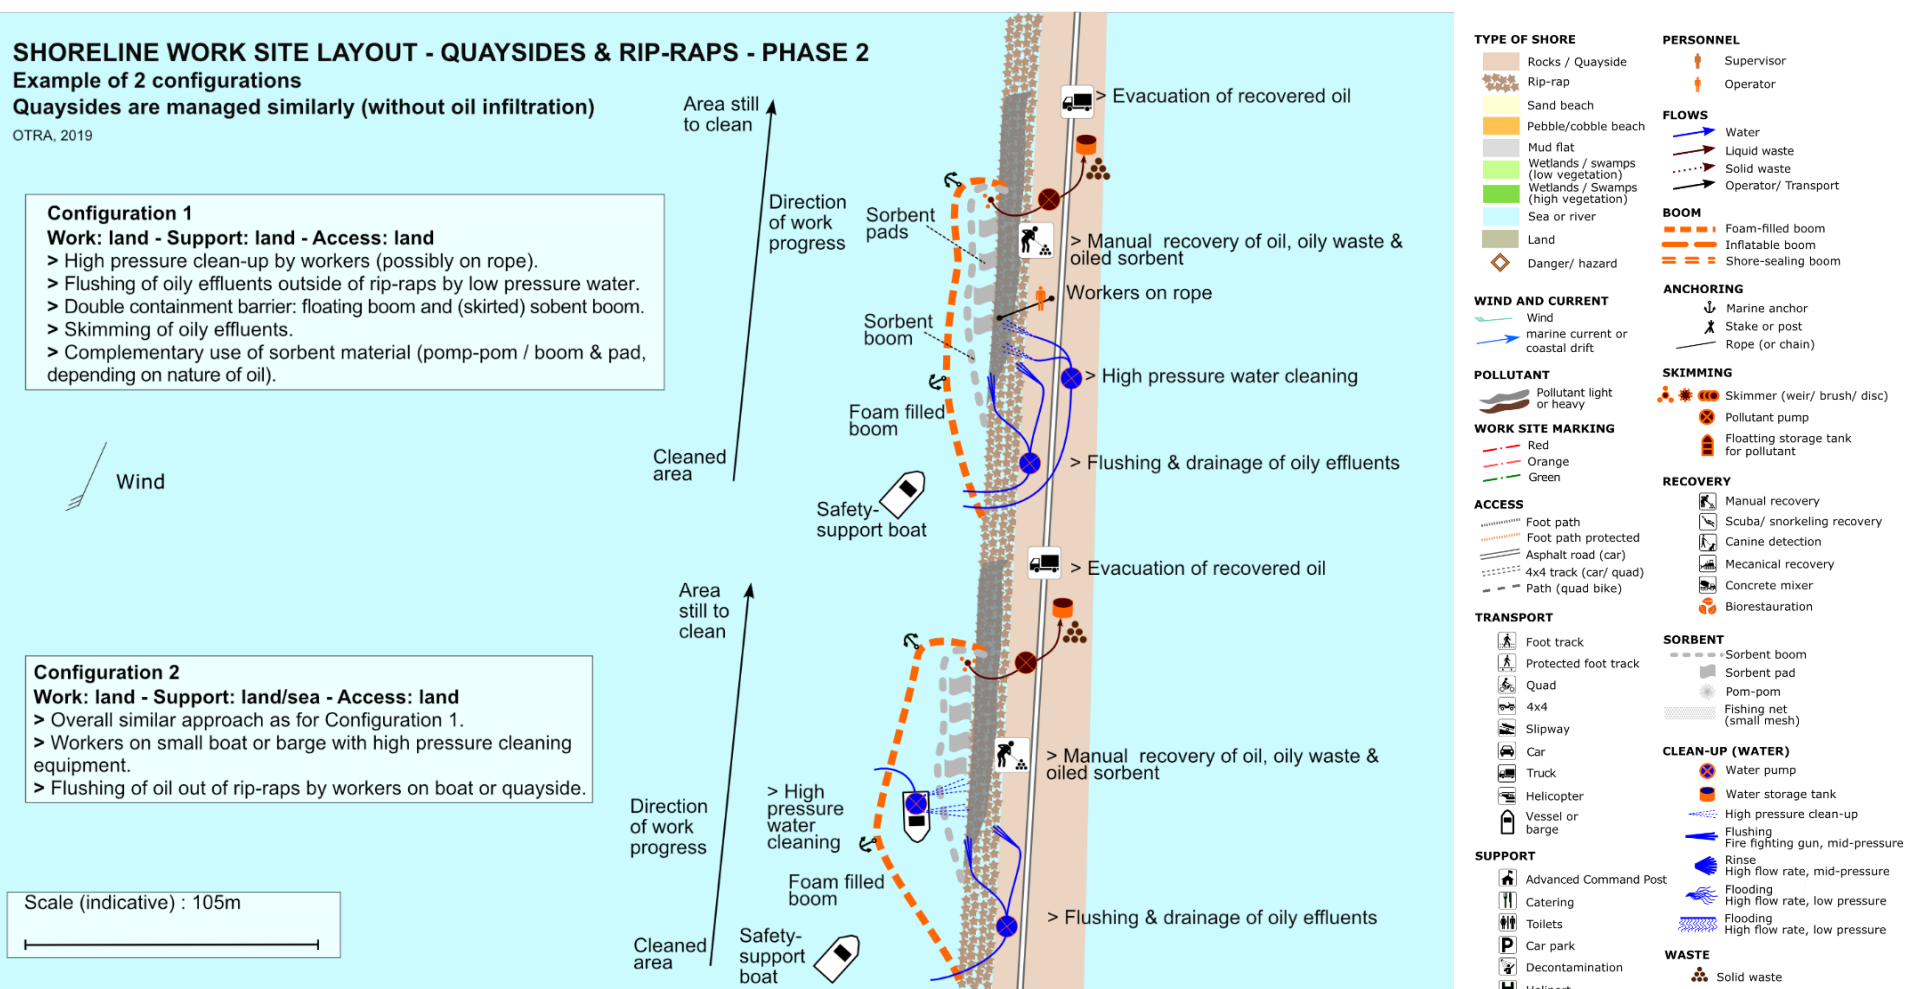 SHORELINE WORK SITE LAYOUT - QUAYSIDES & RIP-RAPS - PHASE 2
Example of 2 configurations
Quaysides are managed similarly (without oil infiltration)
OTRA, 2019
Configuration 1
Work: land - Support: land - Access: land
> High pressure clean-up by workers (possibly on rope).
> Flushing of oily effluents outside of rip-raps by low pressure water.
> Double containment barrier: floating boom and (skirted) sobent boom.
> Skimming of oily effluents.
> Complementary use of sorbent material (pomp-pom / boom & pad,
depending on nature of oil).
Wind
Configuration 2
Work: land - Support: land/sea - Access: land
> Overall similar approach as for Configuration 1.
> Workers on small boat or barge with high pressure cleaning
equipment.
> Flushing of oil out of rip-raps by workers on boat or quayside.
Scale (indicative) : 105m
Area still
to clean
Direction
of work
progress
Cleaned
area
Sorbent
pads
Sorbent
boom
Foam filled
boom
Safety-
support boat
> Evacuation of recovered oil
> Manual  recovery of oil, oily waste &
oiled sorbent
Workers on rope
> High pressure water cleaning
> Flushing & drainage of oily effluents
Area
still to
clean
Direction
of work
progress
Cleaned
area
> High
pressure
water
cleaning
Foam filled
boom
Safety-
support
boat
> Evacuation of recovered oil
> Manual  recovery of oil, oily waste &
oiled sorbent
> Flushing & drainage of oily effluents
TYPE OF SHORE
Rocks / Quayside
Rip-rap
Sand beach
Pebble/cobble beach
Mud flat
Wetlands / swamps
(low vegetation)
Wetlands / Swamps
(high vegetation)
Sea or river
Land
Danger/ hazard
WIND AND CURRENT
Wind
marine current or
coastal drift
POLLUTANT
Pollutant light
or heavy
WORK SITE MARKING
Red
Orange
Green
ACCESS
Foot path
Foot path protected
Asphalt road (car)
4x4 track (car/ quad)
Path (quad bike)
TRANSPORT
Foot track
Protected foot track
Quad
4x4
Slipway
Car
Truck
Helicopter
Vessel or
barge
SUPPORT
Advanced Command Post
Catering
Toilets
P
Car park
Decontamination
H
Heliport
PERSONNEL
Supervisor
Operator
FLOWS
Water
Liquid waste
Solid waste
Operator/ Transport
BOOM
Foam-filled boom
Inflatable boom
Shore-sealing boom
ANCHORING
Marine anchor
Stake or post
Rope (or chain)
SKIMMING
Skimmer (weir/ brush/ disc)
Pollutant pump
Floatting storage tank
for pollutant
RECOVERY
Manual recovery
Scuba/ snorkeling recovery
Canine detection
Mecanical recovery
Concrete mixer
Biorestauration
SORBENT
Sorbent boom
Sorbent pad
Pom-pom
Fishing net
(small mesh)
CLEAN-UP (WATER)
Water pump
Water storage tank
High pressure clean-up
Flushing
Fire fighting gun, mid-pressure
Rinse
High flow rate, mid-pressure
Flooding
High flow rate, low pressure
Flooding
High flow rate, low pressure
WASTE
Solid waste